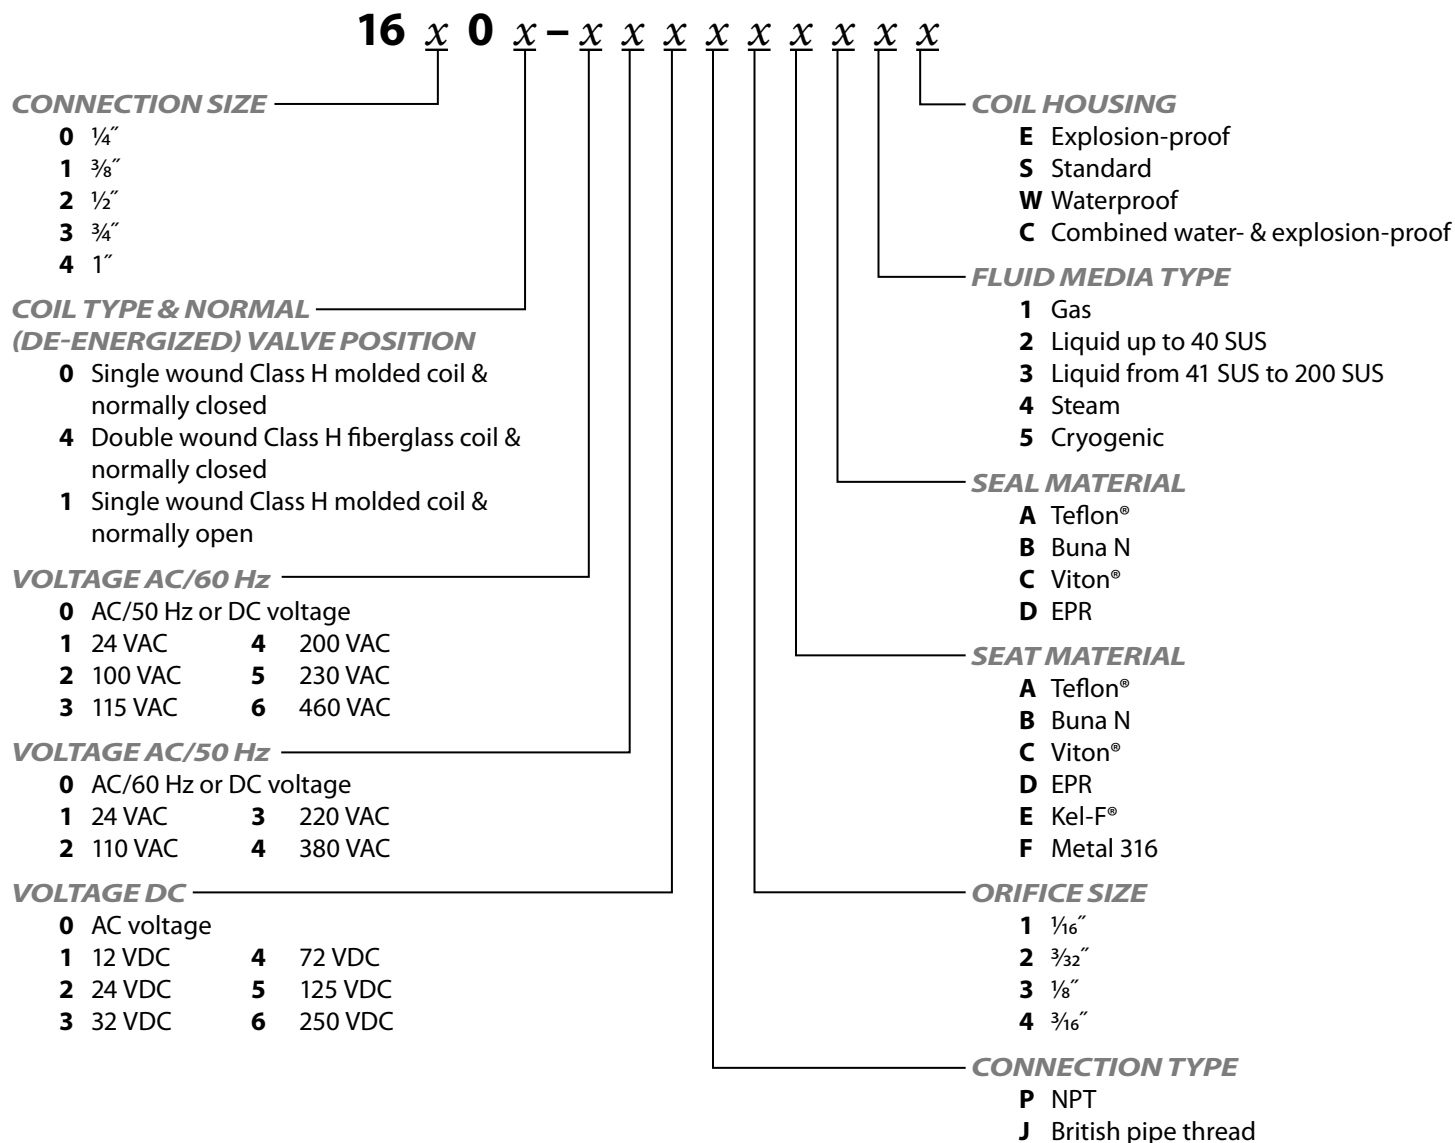 16 x 0 x – x x x x x x x x x
CONNECTION SIZE
0 ¼˝
1 ⅜˝
2 ½˝
3 ¾˝
4 1˝
COIL TYPE & NORMAL
(DE-ENERGIZED) VALVE POSITION
0 Single wound Class H molded coil &
normally closed
4 Double wound Class H fiberglass coil &
normally closed
1 Single wound Class H molded coil &
normally open
VOLTAGE AC/60 Hz
0 AC/50 Hz or DC voltage
1 24 VAC 4 200 VAC
2 100 VAC 5 230 VAC
3 115 VAC 6 460 VAC
VOLTAGE AC/50 Hz
0 AC/60 Hz or DC voltage
1 24 VAC 3 220 VAC
2 110 VAC 4 380 VAC
VOLTAGE DC
0 AC voltage
1 12 VDC 4 72 VDC
2 24 VDC 5 125 VDC
3 32 VDC 6 250 VDC
COIL HOUSING
E Explosion-proof
S Standard
W Waterproof
C Combined water- & explosion-proof
FLUID MEDIA TYPE
1 Gas
2 Liquid up to 40 SUS
3 Liquid from 41 SUS to 200 SUS
4 Steam
5 Cryogenic
SEAL MATERIAL
A Teflon®
B Buna N
C Viton®
D EPR
SEAT MATERIAL
A Teflon®
B Buna N
C Viton®
D EPR
E Kel-F®
F Metal 316
ORIFICE SIZE
1 1⁄16˝
2 3⁄32˝
3 ⅛˝
4 3⁄16˝
CONNECTION TYPE
P NPT
J British pipe thread